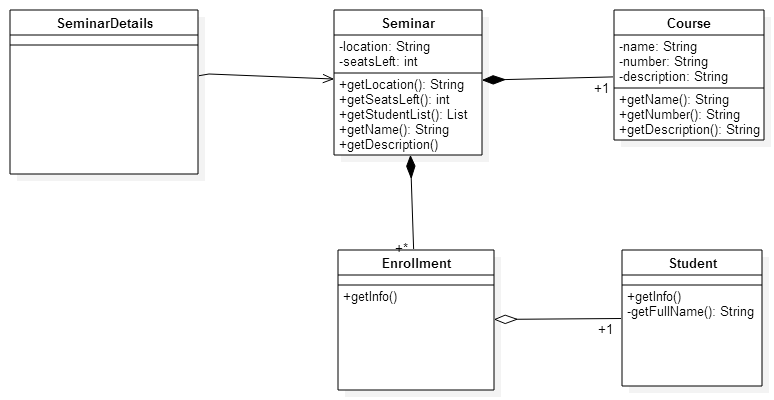 SeminarDetails
Seminar
-location: String
-seatsLeft: int
+getLocation(): String
+getSeatsLeft(): int
+getStudentList(): List
+getName(): String
+getDescription()
Course
-name: String
-number: String
-description: String
+getName(): String
+getNumber(): String
+getDescription(): String
+1
+*
Enrollment
+getInfo()
+1
Student
+getInfo()
-getFullName(): String